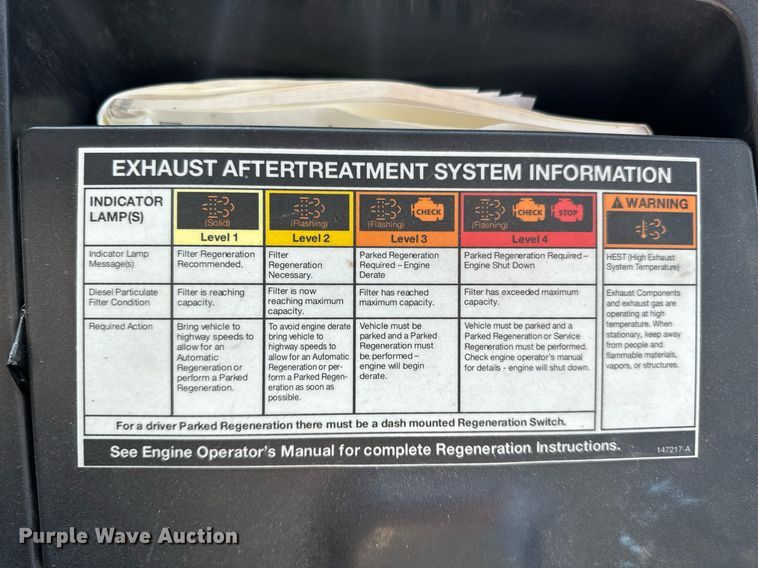 EXHAUST AFTERTREATMENT SYSTEM INFORMATION
INDICATOR
LAMP(S)
(Solid)
Level 1
(Flashing)
Level 2
(Flashing)
CHECK
Level 3
(Flashing)
CHECK
STOP
Level 4
WARNING
Indicator Lamp
Message(s)
Filter Regeneration
Recommended.
Filter
Regeneration
Necessary.
Parked Regeneration
Required – Engine
Derate
Parked Regeneration Required –
Engine Shut Down
HEST (High Exhaust
System Temperature)
Diesel Particulate
Filter Condition
Filter is reaching
capacity.
Filter is now
reaching maximum
capacity.
Filter has reached
maximum capacity.
Filter has exceeded maximum
capacity.
Exhaust Components
and exhaust gas are
operating at high
temperature. When
stationary, keep away
from people and
flammable materials,
vapors, or structures.
Required Action
Bring vehicle to
highway speeds to
allow for an
Automatic
Regeneration or
perform a Parked
Regeneration.
To avoid engine derate
bring vehicle to
highway speeds to
allow for an Automatic
Regeneration or per-
form a Parked Regen-
eration as soon as
possible.
Vehicle must be
parked and a Parked
Regeneration must
be performed –
engine will begin
derate.
Vehicle must be parked and a
Parked Regeneration or Service
Regeneration must be performed.
Check engine operator's manual
for details - engine will shut down.
For a driver Parked Regeneration there must be a dash mounted Regeneration Switch.
See Engine Operator's Manual for complete Regeneration Instructions.
147217-A
Purple Wave Auction